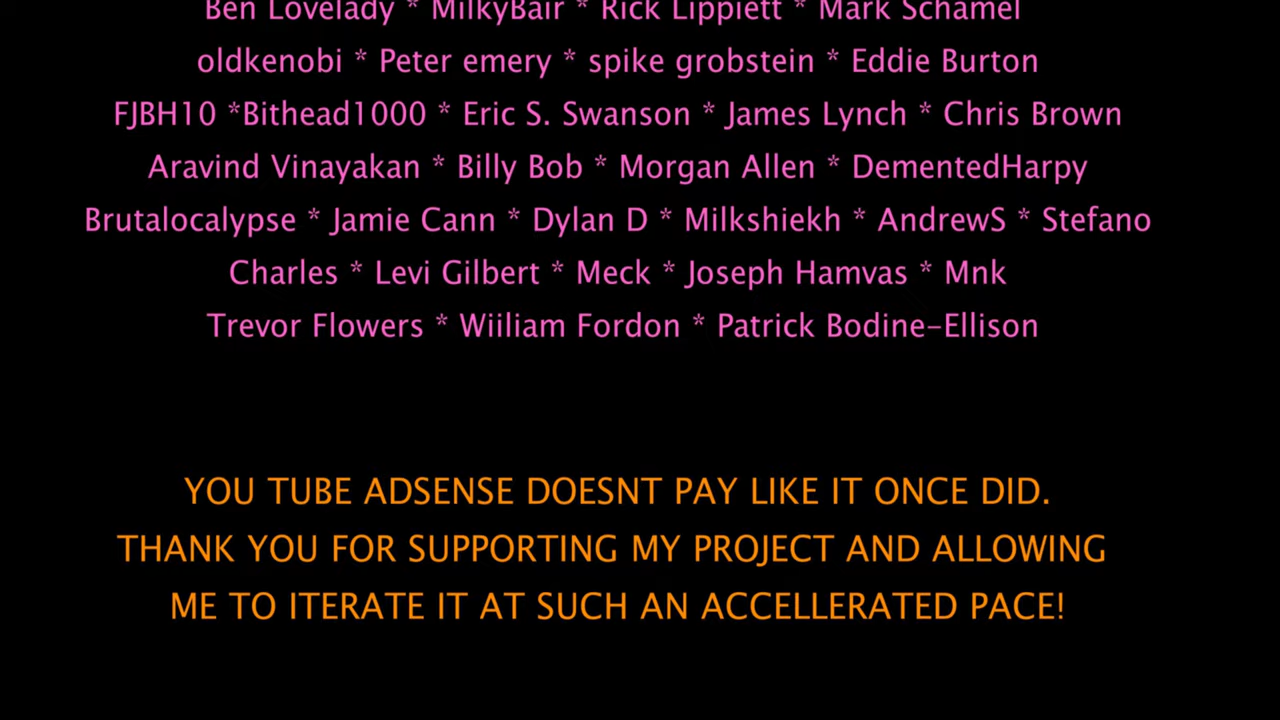 Ben Lovelady * MilkyBair * Rick Lippiett * Mark Schamel
oldkenobi * Peter emery * spike grobstein * Eddie Burton
FJBH10 *Bithead1000 * Eric S. Swanson * James Lynch * Chris Brown
Aravind Vinayakan * Billy Bob * Morgan Allen * DementedHarpy
Brutalocalypse * Jamie Cann * Dylan D * Milkshiekh * AndrewS * Stefano
Charles * Levi Gilbert * Meck * Joseph Hamvas * Mnk
Trevor Flowers * Wiiliam Fordon * Patrick Bodine-Ellison
YOU TUBE ADSENSE DOESNT PAY LIKE IT ONCE DID.
THANK YOU FOR SUPPORTING MY PROJECT AND ALLOWING
ME TO ITERATE IT AT SUCH AN ACCELLERATED PACE!